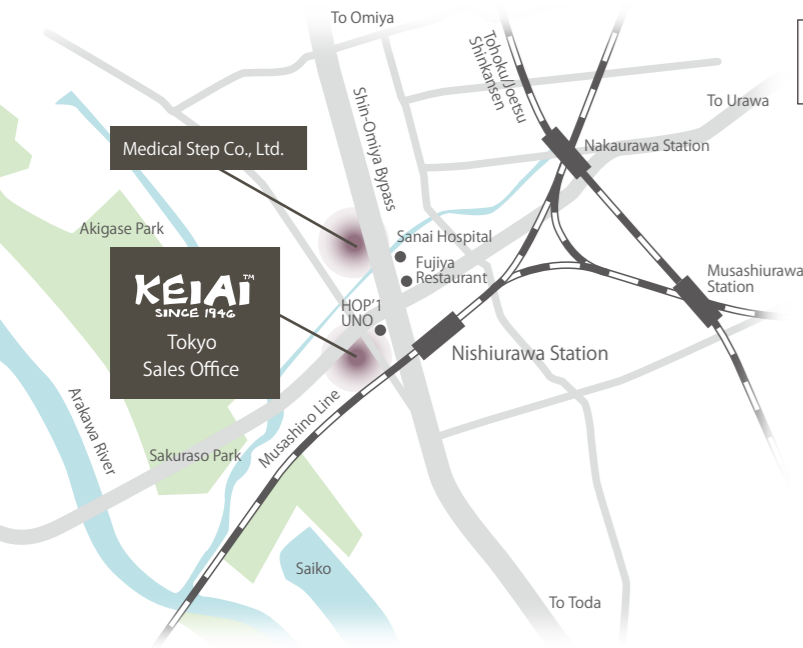 To Omiya
Tohoku/Joetsu
Shinkansen
To Urawa
Shin-Omiya Bypass
Medical Step Co., Ltd.
Nakaurawa Station
Akigase Park
Sanai Hospital
Fujiya
Restaurant
Musashiurawa
Station
KEIAI™
SINCE 1946
Tokyo
Sales Office
HOP'1
UNO
Nishiurawa Station
Arakawa River
Musashino Line
Sakuraso Park
Saiko
To Toda